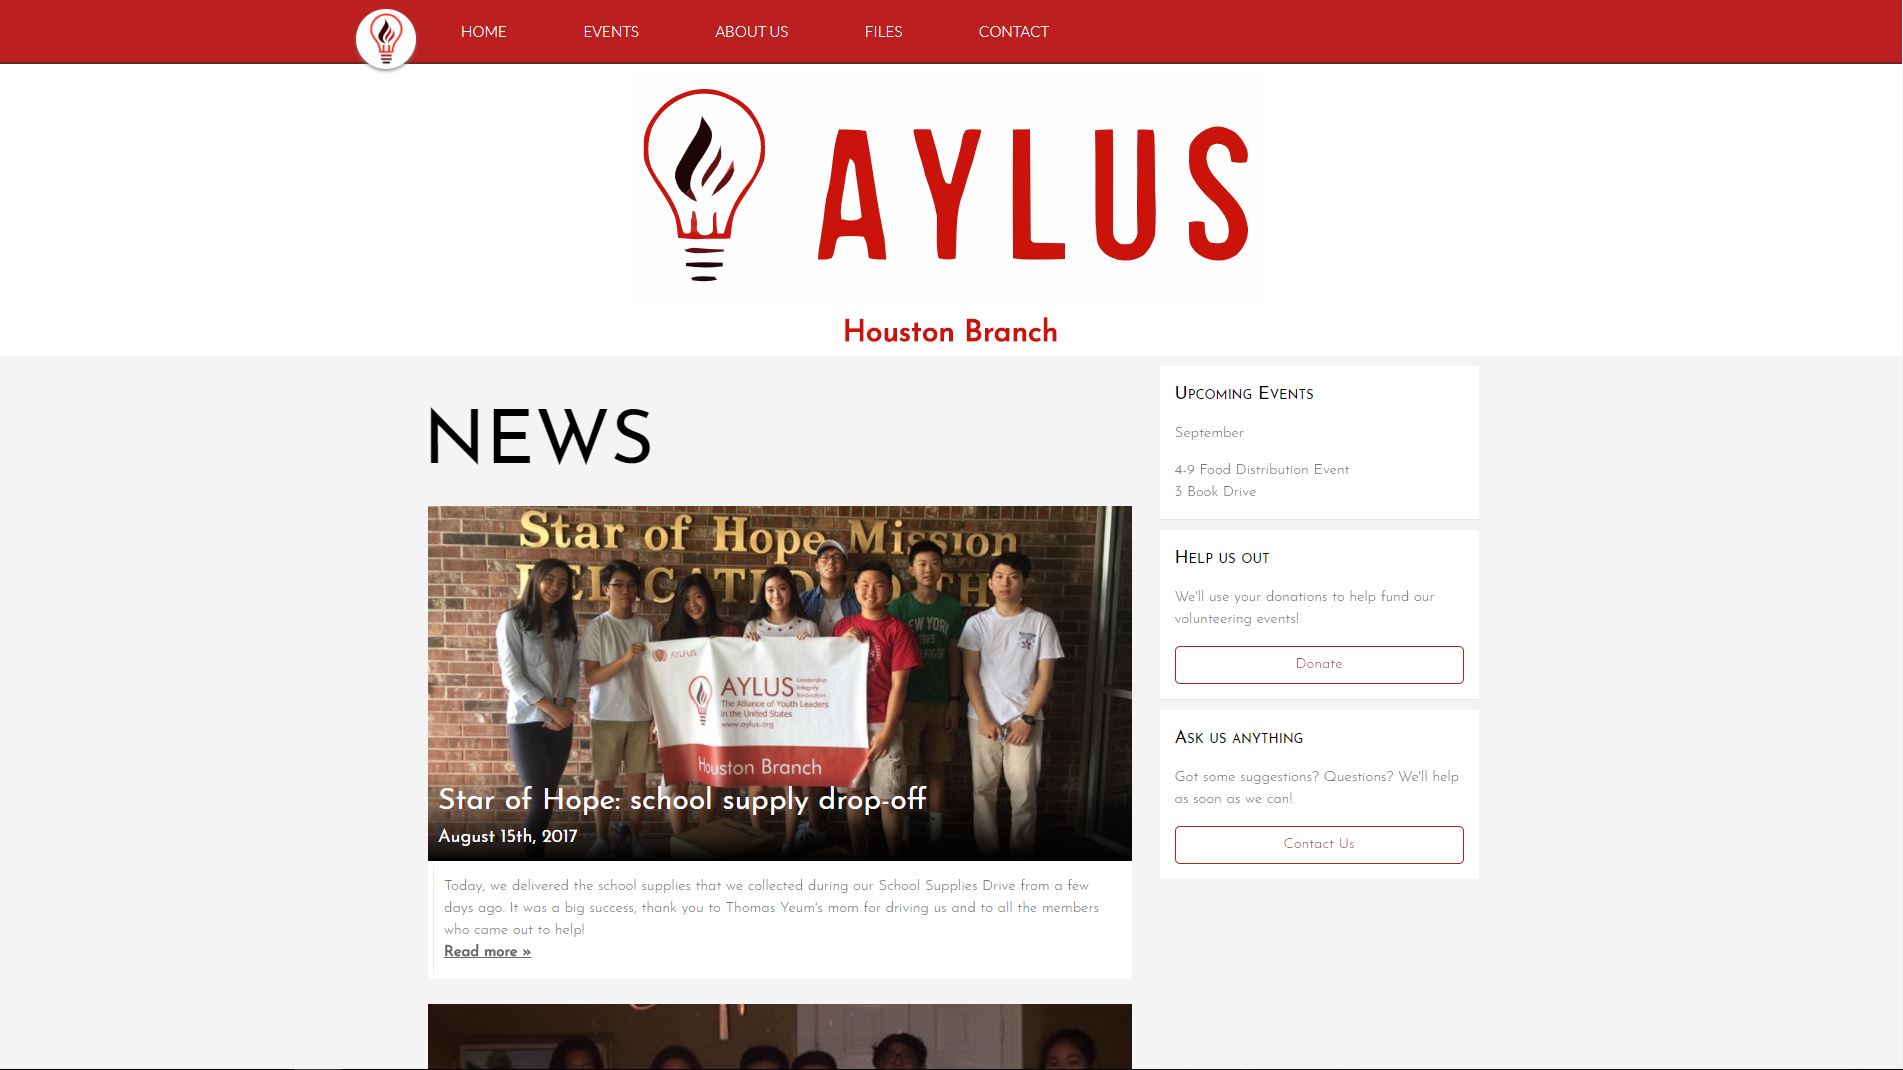 HOME
EVENTS
ABOUT US
FILES
CONTACT
AYLUS
Houston Branch
NEWS
Star of Hope Mission
NEW YORK
1985
AYLFUS
AYLUS
Leadership
Integrity
Innovation
The Alliance of Youth Leaders
in the United States
www.aylus.org
Houston Branch
Star of Hope: school supply drop-off
August 15th, 2017
Today, we delivered the school supplies that we collected during our School Supplies Drive from a few
days ago. It was a big success, thank you to Thomas Yeum's mom for driving us and to all the members
who came out to help!
Read more »
Upcoming Events
September
4-9 Food Distribution Event
3 Book Drive
Help us out
We'll use your donations to help fund our
volunteering events!
Donate
Ask us anything
Got some suggestions? Questions? We'll help
as soon as we can!
Contact Us